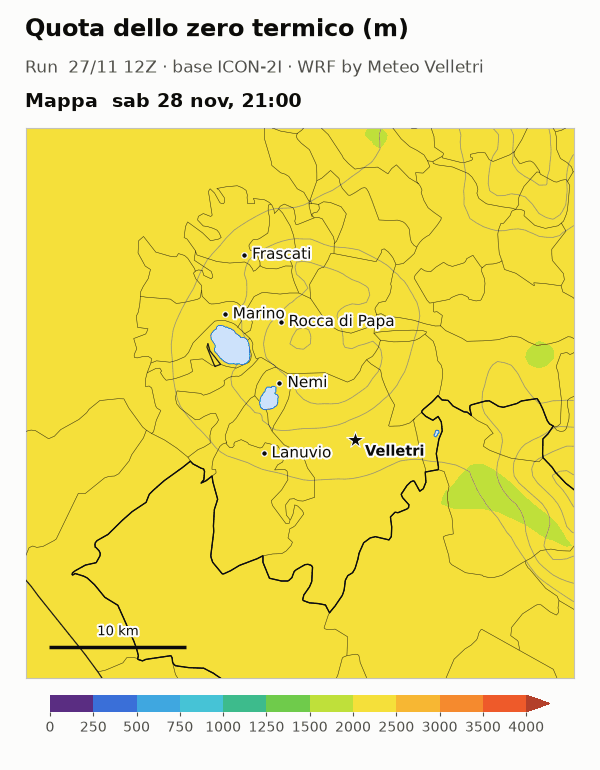 Quota dello zero termico (m)
Run  27/11 12Z · base ICON-2I · WRF by Meteo Velletri
Mappa  sab 28 nov, 21:00
Frascati
Marino
Rocca di Papa
Nemi
Velletri
Lanuvio
10 km
0 250 500 750 1000 1250 1500 2000 2500 3000 3500 4000